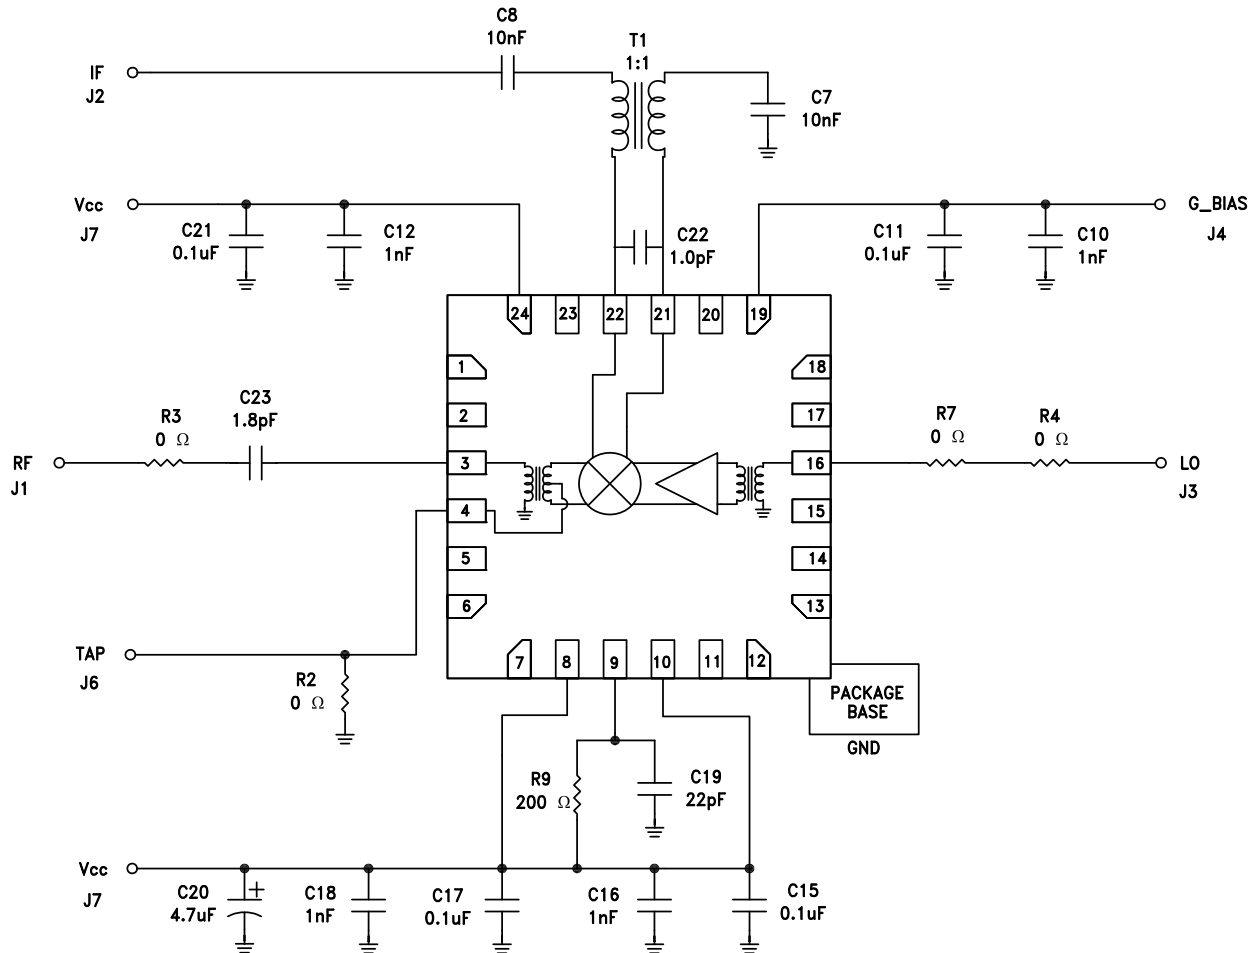 C8
10nF
T1
1:1
IF
J2
C7
10nF
Vcc
J7
C21
0.1uF
C12
1nF
C22
1.0pF
C11
0.1uF
C10
1nF
G_BIAS
J4
24
23
22
21
20
19
1
18
2
17
R3
0 Ω
C23
1.8pF
R7
0 Ω
R4
0 Ω
RF
J1
3
16
LO
J3
4
15
5
14
6
13
TAP
J6
R2
0 Ω
7
8
9
10
11
12
PACKAGE
BASE
GND
R9
200 Ω
C19
22pF
Vcc
J7
C20
4.7uF
+
C18
1nF
C17
0.1uF
C16
1nF
C15
0.1uF